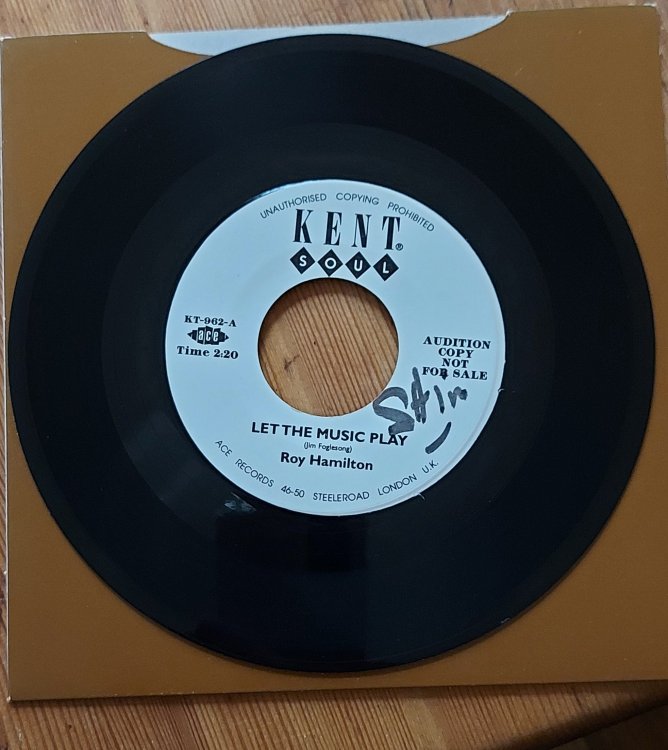 UNAUTHORISED COPYING PROHIBITED
KENT®
SOUL
KT-962-A
ace
Time 2:20
AUDITION
COPY
NOT
FOR SALE
LET THE MUSIC PLAY
(Jim Foglesong)
Roy Hamilton
ACE RECORDS 46-50 STEELEROAD LONDON U.K.